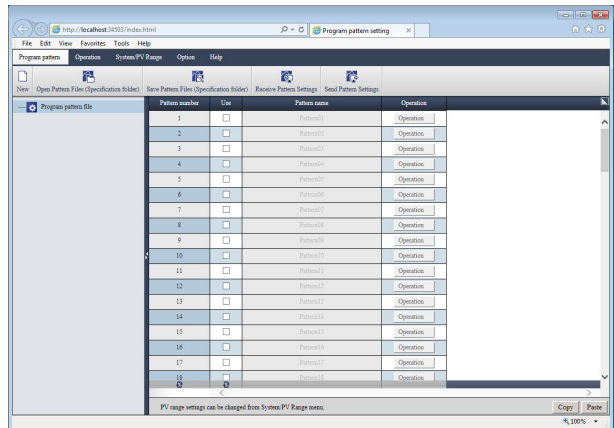 http://localhost:34503/index.html
Program pattern setting
File Edit View Favorites Tools Help
Program pattern Operation System/PV Range Option Help
New Open Pattern Files (Specification folder) Save Pattern Files (Specification folder) Receive Pattern Settings Send Pattern Settings
Program pattern file
Pattern number Use Pattern name Operation
1 Pattern01 Operation
2 Pattern02 Operation
3 Pattern03 Operation
4 Pattern04 Operation
5 Pattern05 Operation
6 Pattern06 Operation
7 Pattern07 Operation
8 Pattern08 Operation
9 Pattern09 Operation
10 Pattern10 Operation
11 Pattern11 Operation
12 Pattern12 Operation
13 Pattern13 Operation
14 Pattern14 Operation
15 Pattern15 Operation
16 Pattern16 Operation
17 Pattern17 Operation
18 Pattern18 Operation
PV range settings can be changed from System/PV Range menu.
Copy Paste
100%